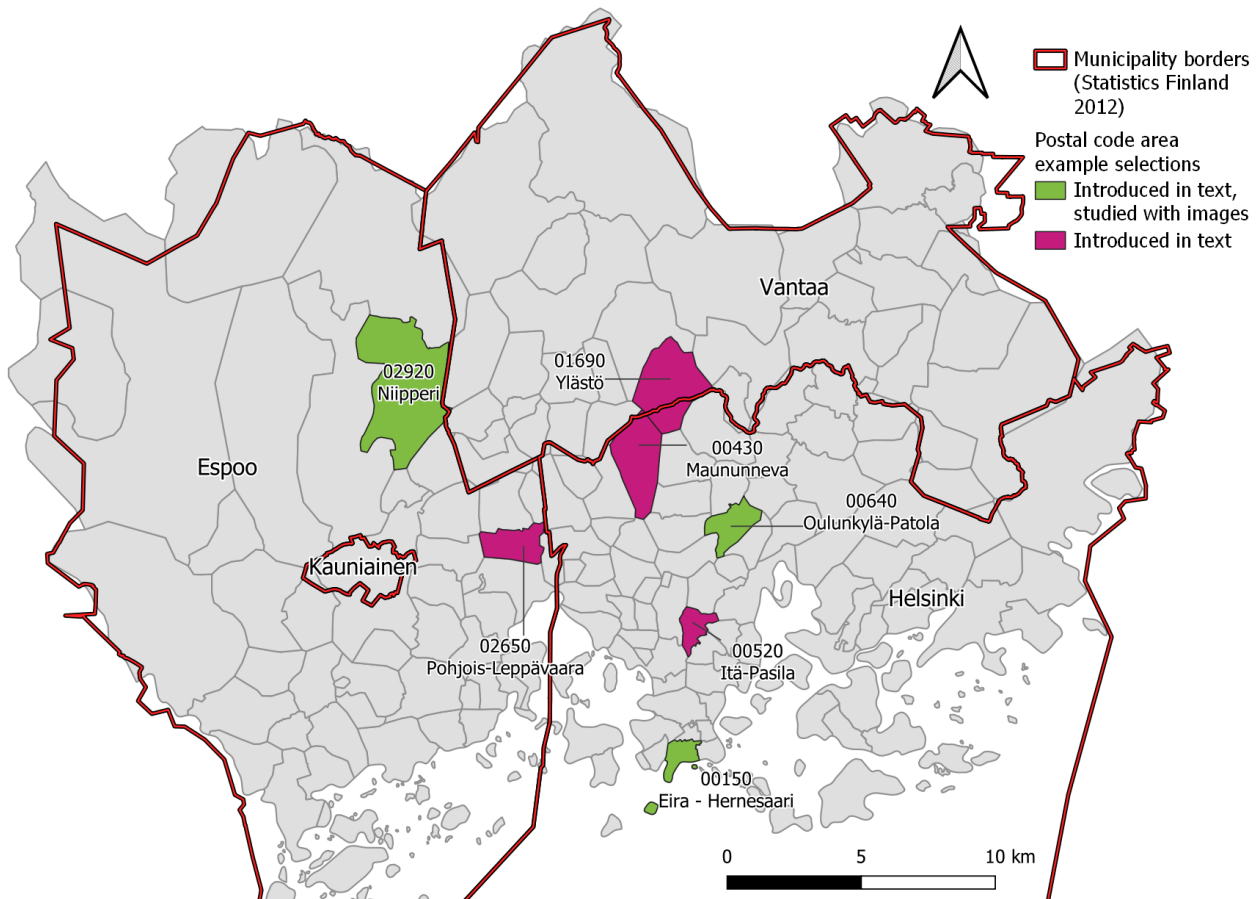 Municipality borders
(Statistics Finland
2012)
Postal code area
example selections
Introduced in text,
studied with images
Introduced in text
Vantaa
01690
Ylästö
02920
Niipperi
00430
Maununneva
Espoo
00640
Oulunkylä-Patola
Kauniainen
Helsinki
02650
Pohjois-Leppävaara
00520
Itä-Pasila
00150
Eira - Hernesaari
0 5 10 km